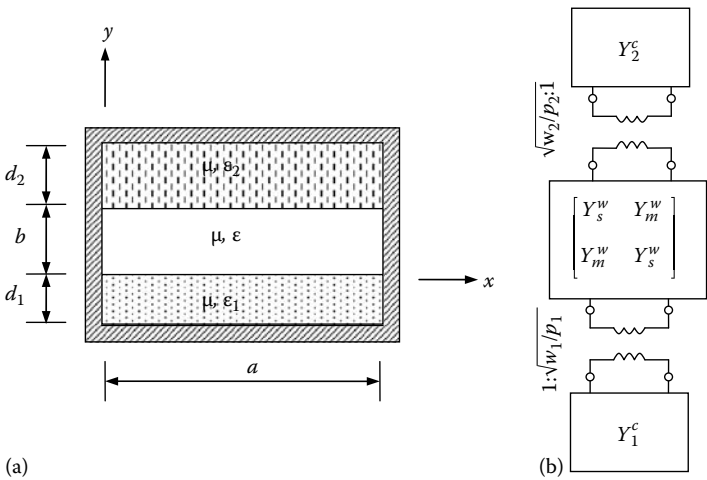 y
d₂
b
d₁
μ, ε₂
μ, ε
μ, ε₁
x
a
(a)
Y₂ᶜ
√w₂/p₂:1
Yₛʷ Yₘʷ
Yₘʷ Yₛʷ
1:√w₁/p₁
Y₁ᶜ
(b)